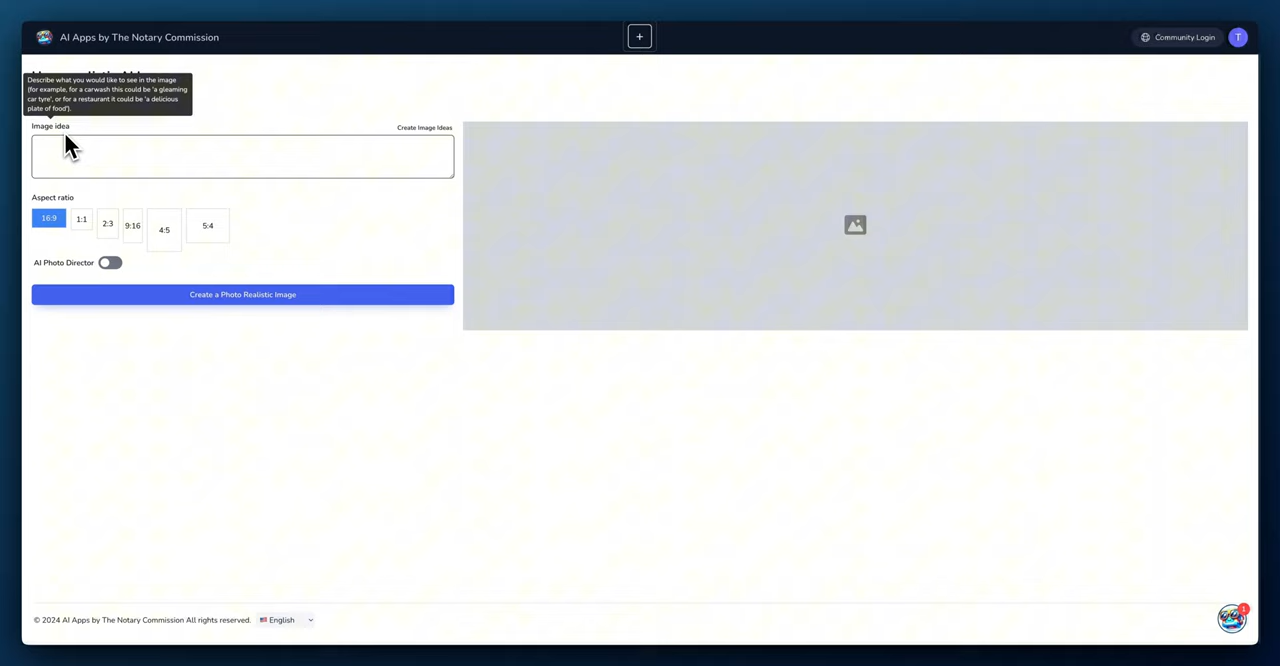 AI Apps by The Notary Commission
+
Community Login
T
Describe what you would like to see in the image
(for example, for a carwash this could be 'a gleaming
car tyre', or for a restaurant it could be 'a delicious
plate of food').
Image idea
Create Image Ideas
Aspect ratio
16:9
1:1
2:3
9:16
4:5
5:4
AI Photo Director
Create a Photo Realistic Image
© 2024 AI Apps by The Notary Commission All rights reserved.
English
1